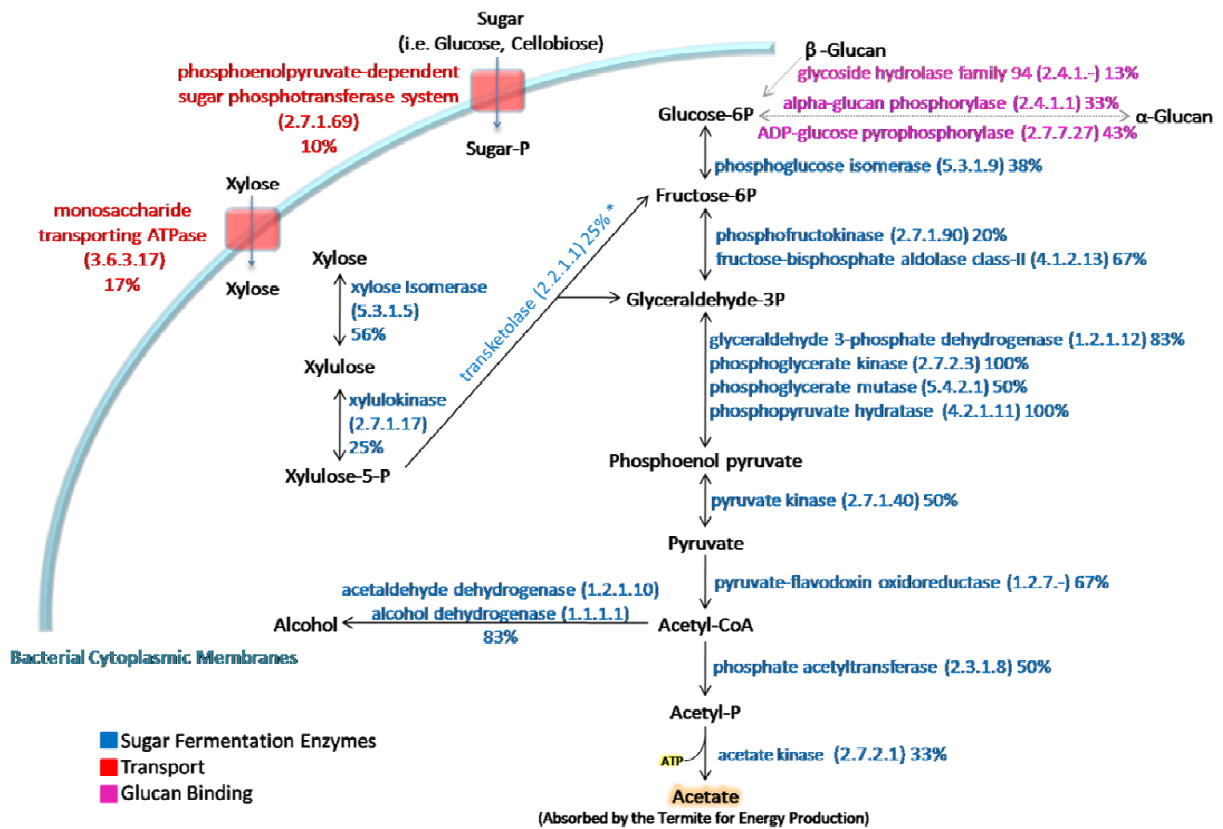 Sugar
(i.e. Glucose, Cellobiose)
phosphoenolpyruvate-dependent
sugar phosphotransferase system
(2.7.1.69)
10%
Sugar-P
Xylose
monosaccharide
transporting ATPase
(3.6.3.17)
17%
Xylose
Xylose
xylose isomerase
(5.3.1.5)
56%
Xylulose
xylulokinase
(2.7.1.17)
25%
Xylulose-5-P
transketolase (2.2.1.1) 25% *
β-Glucan
glycoside hydrolase family 94 (2.4.1.-) 13%
alpha-glucan phosphorylase (2.4.1.1) 33%
Glucose-6P
α-Glucan
ADP-glucose pyrophosphorylase (2.7.7.27) 43%
phosphoglucose isomerase (5.3.1.9) 38%
Fructose-6P
phosphofructokinase (2.7.1.90) 20%
fructose-bisphosphate aldolase class-II (4.1.2.13) 67%
Glyceraldehyde-3P
glyceraldehyde 3-phosphate dehydrogenase (1.2.1.12) 83%
phosphoglycerate kinase (2.7.2.3) 100%
phosphoglycerate mutase (5.4.2.1) 50%
phosphopyruvate hydratase (4.2.1.11) 100%
Phosphoenol pyruvate
pyruvate kinase (2.7.1.40) 50%
Pyruvate
pyruvate-flavodoxin oxidoreductase (1.2.7.-) 67%
acetaldehyde dehydrogenase (1.2.1.10)
alcohol dehydrogenase (1.1.1.1)
83%
Alcohol
Acetyl-CoA
phosphate acetyltransferase (2.3.1.8) 50%
Acetyl-P
ATP
acetate kinase (2.7.2.1) 33%
Acetate
(Absorbed by the Termite for Energy Production)
Bacterial Cytoplasmic Membranes
Sugar Fermentation Enzymes
Transport
Glucan Binding